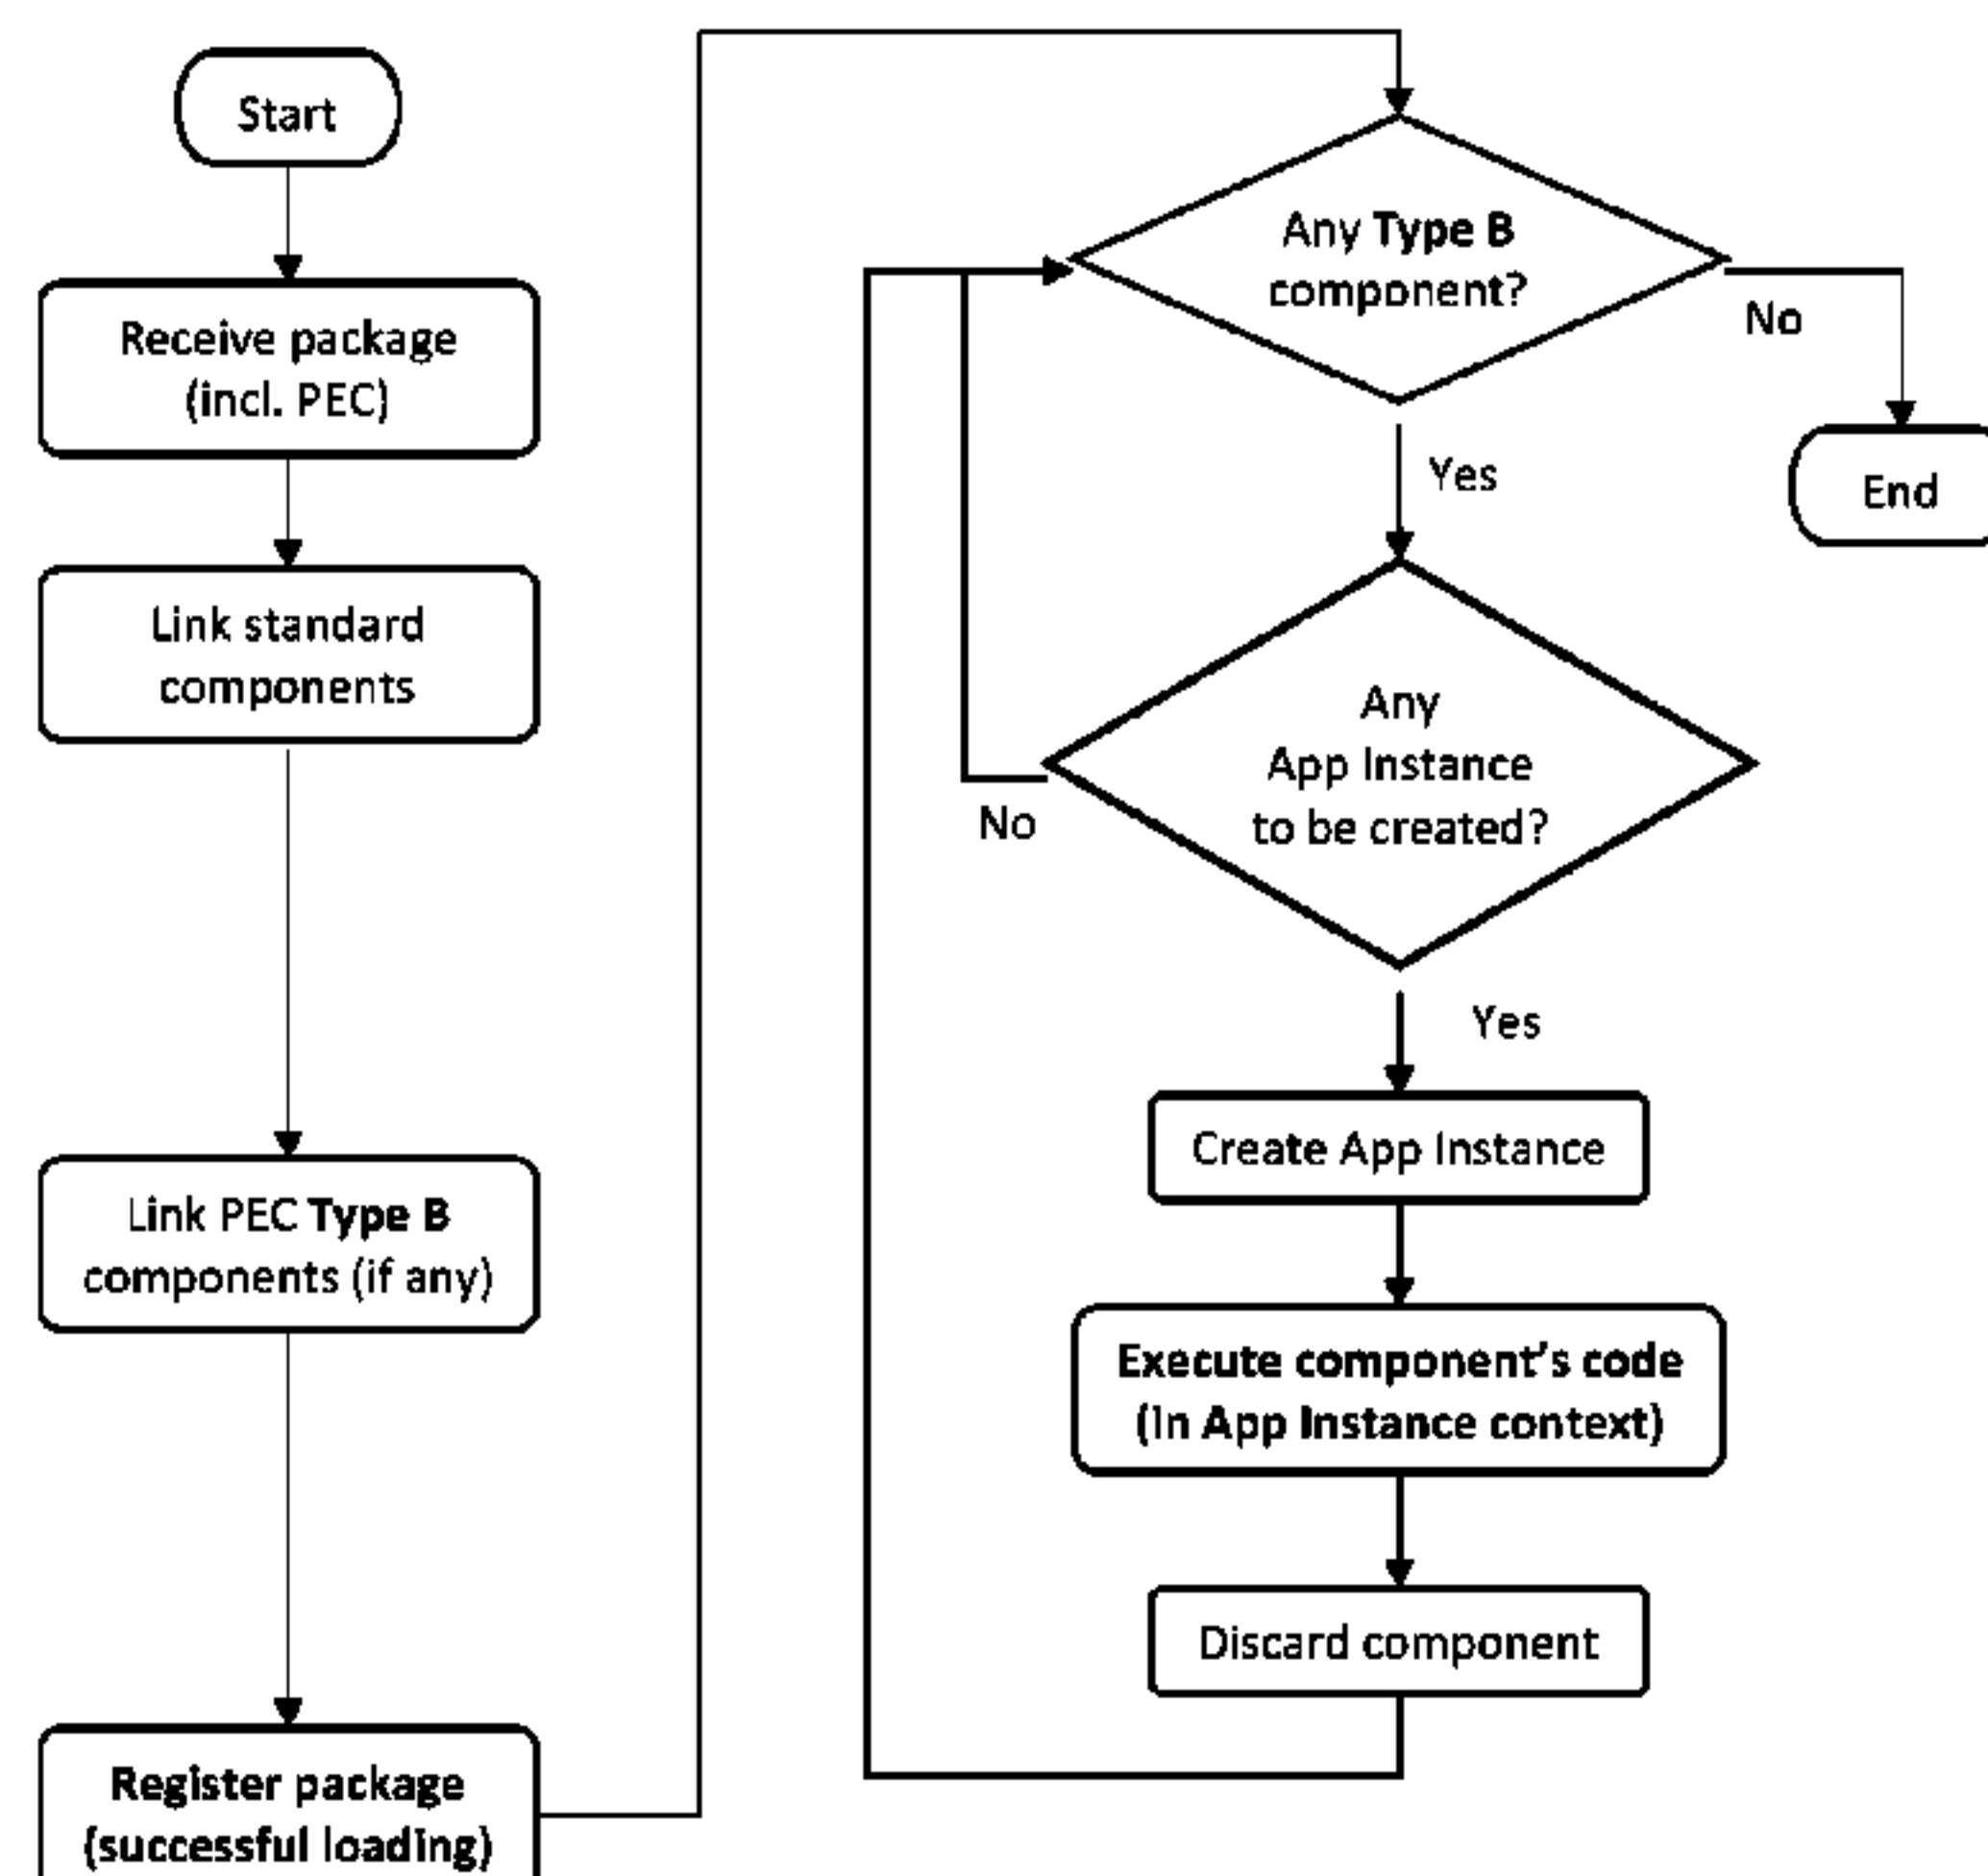 Start
Receive package
(incl. PEC)
Link standard
components
Link PEC Type B
components (if any)
Register package
(successful loading)
Any Type B
component?
No
End
Yes
Any
App Instance
to be created?
No
Yes
Create App Instance
Execute component's code
(In App Instance context)
Discard component